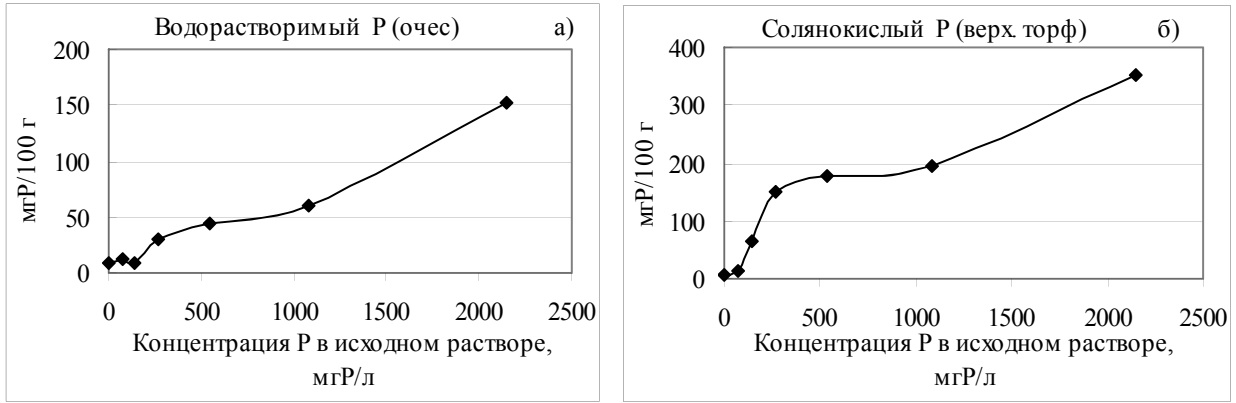 Водорастворимый Р (очес) а)
200
150
100
50
0
мгР/100 г
0 500 1000 1500 2000 2500
Концентрация Р в исходном растворе,
мгР/л
Солянокислый Р (верх. торф) б)
400
300
200
100
0
мгР/100 г
0 500 1000 1500 2000 2500
Концентрация Р в исходном растворе,
мгР/л